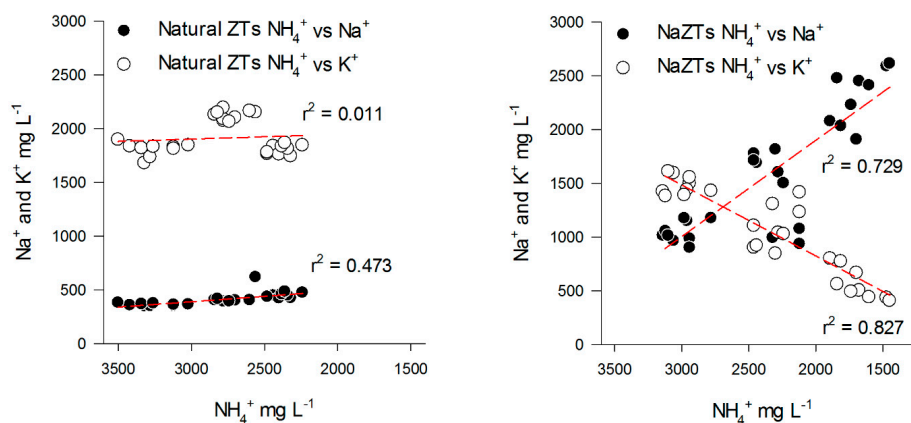 Natural ZTs NH₄⁺ vs Na⁺
Natural ZTs NH₄⁺ vs K⁺
3000
2500
2000
1500
1000
500
0
r² = 0.011
r² = 0.473
Na⁺ and K⁺ mg L⁻¹
3500 3000 2500 2000 1500
NH₄⁺ mg L⁻¹
NaZTs NH₄⁺ vs Na⁺
NaZTs NH₄⁺ vs K⁺
3000
2500
2000
1500
1000
500
0
r² = 0.729
r² = 0.827
Na⁺ and K⁺ mg L⁻¹
3500 3000 2500 2000 1500
NH₄⁺ mg L⁻¹